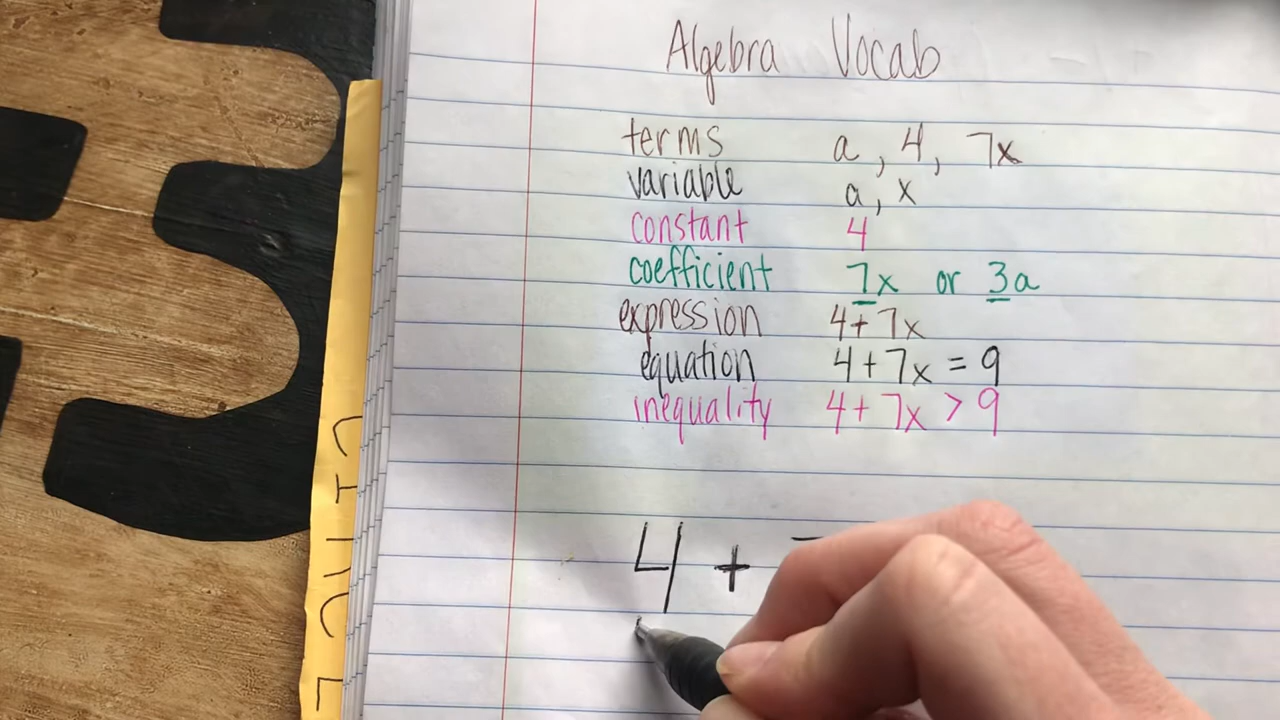 Algebra Vocab
terms a, 4, 7x
variable a, x
constant 4
coefficient 7x or 3a
expression 4+7x
equation 4+7x = 9
inequality 4+7x > 9
4 +